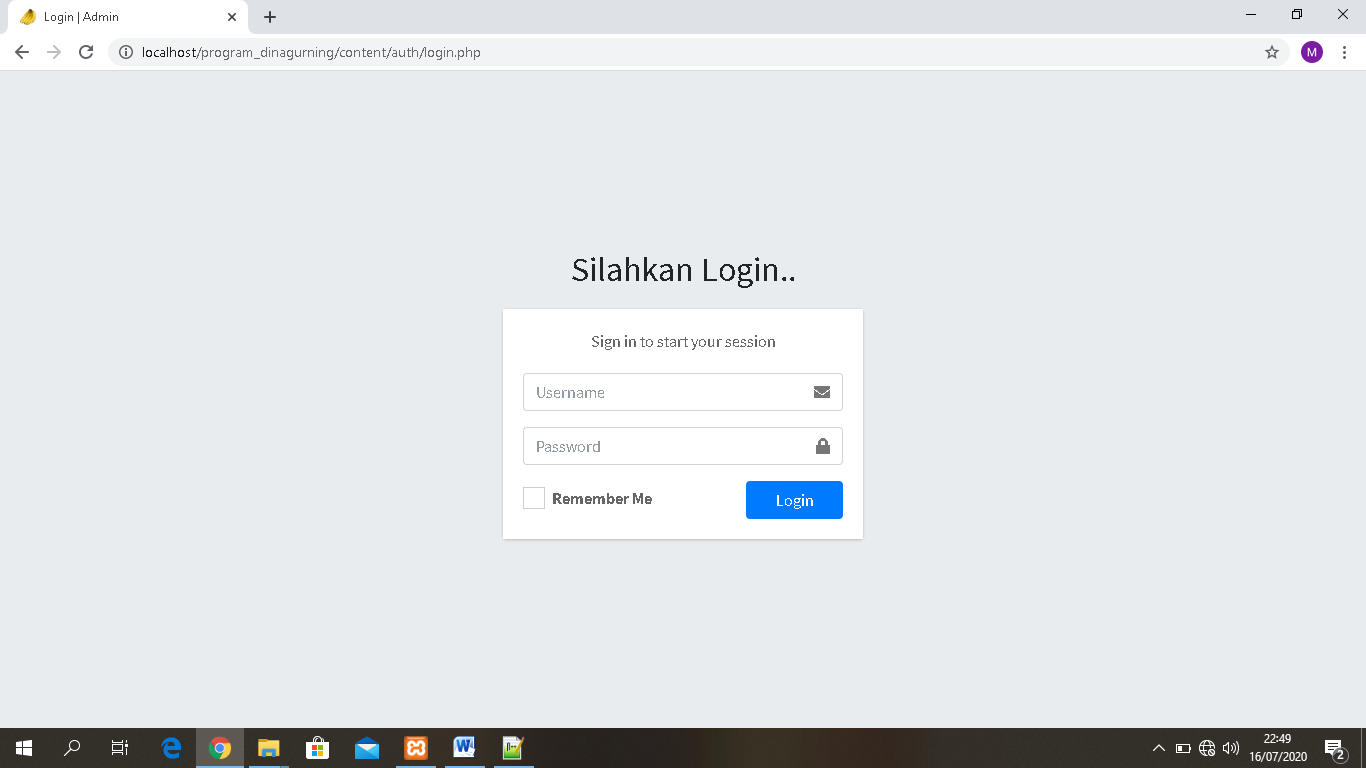 Login | Admin
localhost/program_dinagurning/content/auth/login.php
M
Silahkan Login..
Sign in to start your session
Username
Password
Remember Me
Login
22:49
16/07/2020
2